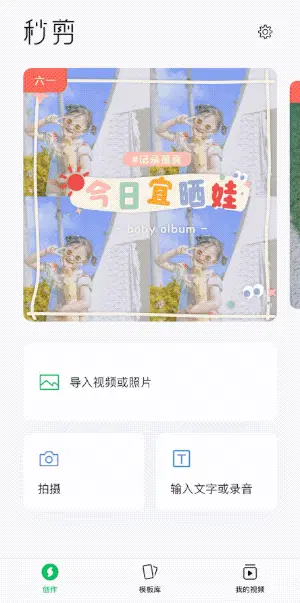 秒剪
六一
#记录童真
今日宜晒娃
- baby album -
导入视频或照片
拍摄
输入文字或录音
创作
模板库
我的视频